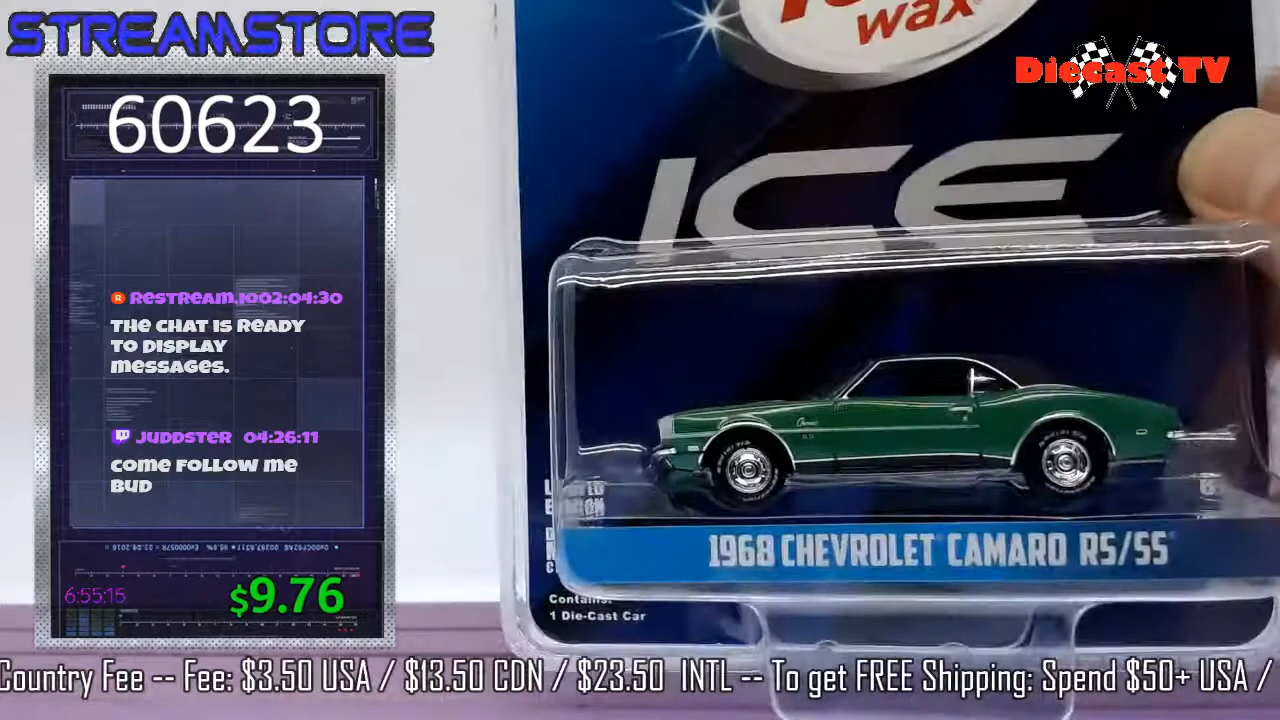 STREAMSTORE
60623
Restream.io 02:04:30
THE CHAT IS READY
TO DISPLAY
MESSAGES.
JUDDSTER 04:26:11
COME FOLLOW ME
BUD
6:55:15
$9.76
wax
Diecast TV
ICE
1968 CHEVROLET CAMARO RS/SS
1 Die-Cast Car
Country Fee -- Fee: $3.50 USA / $13.50 CDN / $23.50 INTL -- To get FREE Shipping: Spend $50+ USA /